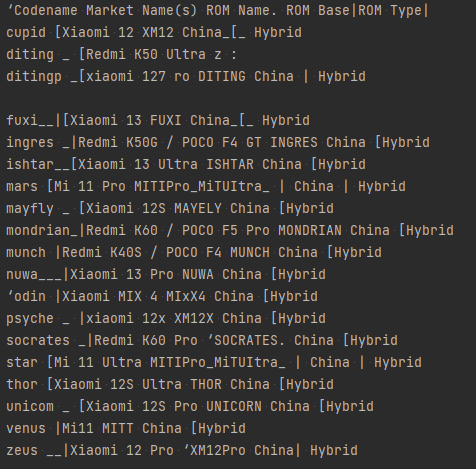 ‘Codename Market Name(s) ROM Name. ROM Base|ROM Type|
cupid [Xiaomi 12 XM12 China_[_ Hybrid
diting _ [Redmi K50 Ultra z :
ditingp _[xiaomi 127 ro DITING China | Hybrid
fuxi__|[Xiaomi 13 FUXI China_[_ Hybrid
ingres _|Redmi K50G / POCO F4 GT INGRES China [Hybrid
ishtar__[Xiaomi 13 Ultra ISHTAR China [Hybrid
mars [Mi 11 Pro MITIPro_MiTUItra_ | China | Hybrid
mayfly _ [Xiaomi 12S MAYELY China [Hybrid
mondrian_|Redmi K60 / POCO F5 Pro MONDRIAN China [Hybrid
munch |Redmi K40S / POCO F4 MUNCH China [Hybrid
nuwa___|Xiaomi 13 Pro NUWA China [Hybrid
‘odin |Xiaomi MIX 4 MIxX4 China [Hybrid
psyche _ |xiaomi 12x XM12X China [Hybrid
socrates _|Redmi K60 Pro ‘SOCRATES. China [Hybrid
star [Mi 11 Ultra MITIPro_MiTUItra_ | China | China [Hybrid
thor [Xiaomi 12S Ultra THOR China [Hybrid
unicom _ [Xiaomi 12S Pro UNICORN China [Hybrid
venus |Mi11 MITT China [Hybrid
zeus __|Xiaomi 12 Pro ‘XM12Pro China| Hybrid